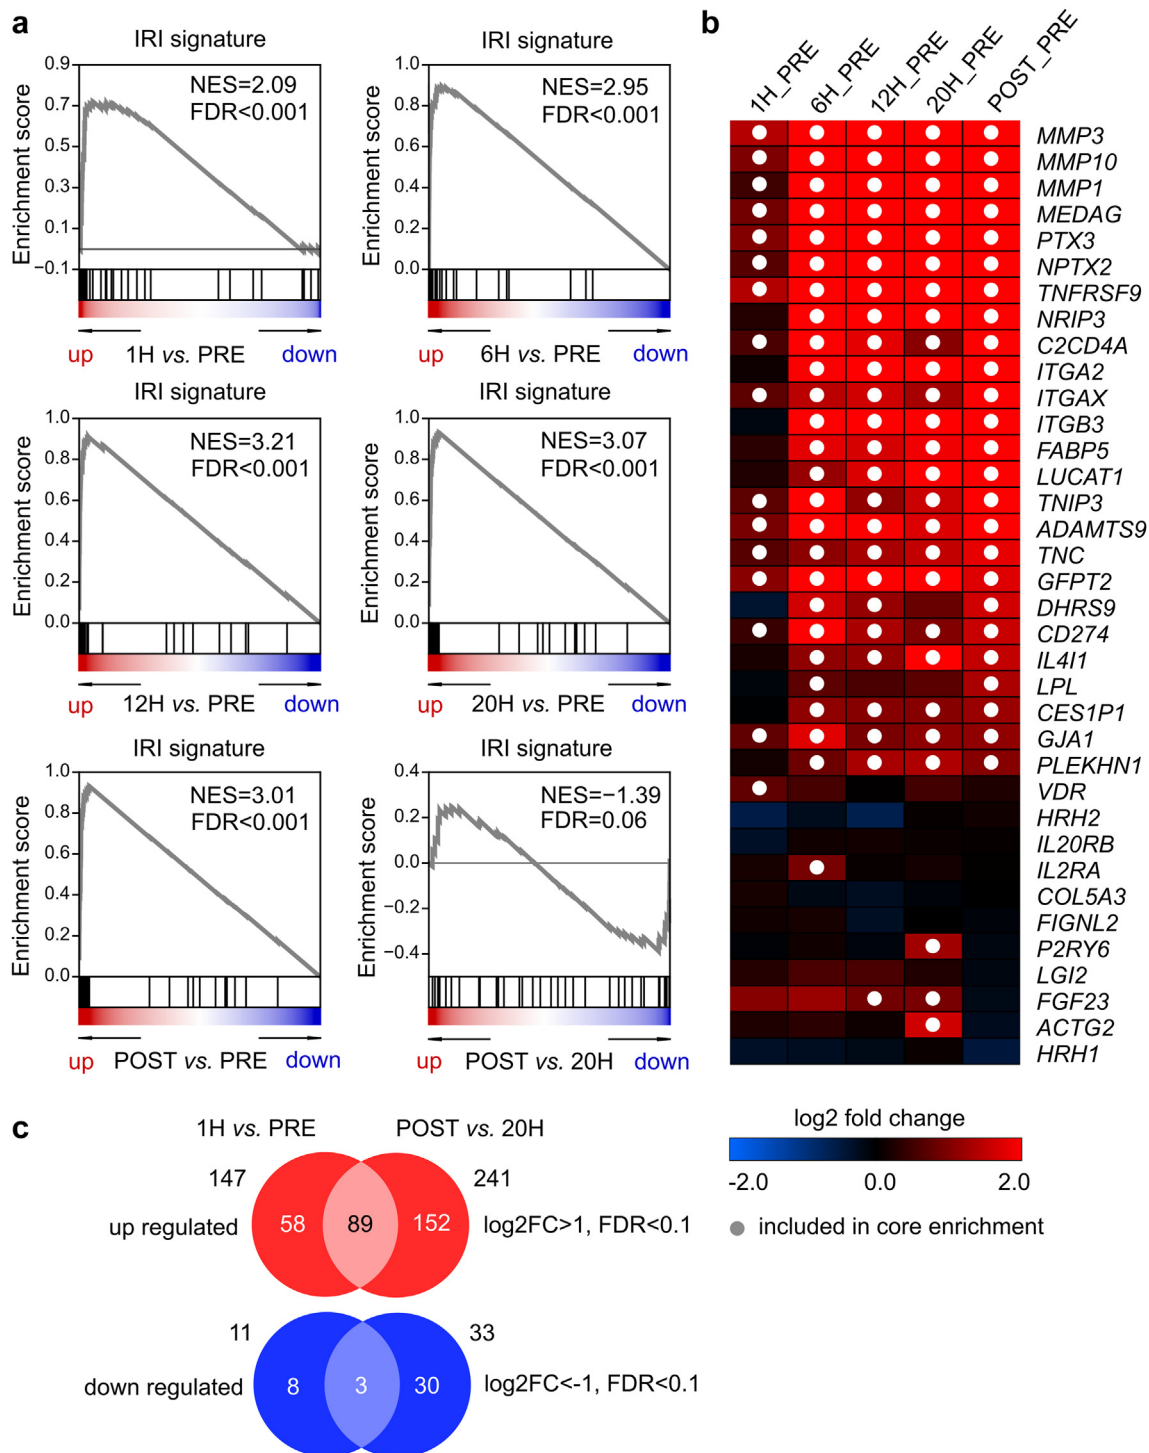 a
IRI signature
0.9
0.7
0.5
0.3
0.1
−0.1
Enrichment score
NES=2.09
FDR<0.001
up 1H vs. PRE down
IRI signature
1.0
0.8
0.6
0.4
0.2
0.0
Enrichment score
NES=2.95
FDR<0.001
up 6H vs. PRE down
IRI signature
1.0
0.8
0.6
0.4
0.2
0.0
Enrichment score
NES=3.21
FDR<0.001
up 12H vs. PRE down
IRI signature
1.0
0.8
0.6
0.4
0.2
0.0
Enrichment score
NES=3.07
FDR<0.001
up 20H vs. PRE down
IRI signature
1.0
0.8
0.6
0.4
0.2
0.0
Enrichment score
NES=3.01
FDR<0.001
up POST vs. PRE down
IRI signature
0.4
0.2
0.0
−0.2
−0.4
Enrichment score
NES=−1.39
FDR=0.06
up POST vs. 20H down
b
1H_PRE
6H_PRE
12H_PRE
20H_PRE
POST_PRE
MMP3
MMP10
MMP1
MEDAG
PTX3
NPTX2
TNFRSF9
NRIP3
C2CD4A
ITGA2
ITGAX
ITGB3
FABP5
LUCAT1
TNIP3
ADAMTS9
TNC
GFPT2
DHRS9
CD274
IL4I1
LPL
CES1P1
GJA1
PLEKHN1
VDR
HRH2
IL20RB
IL2RA
COL5A3
FIGNL2
P2RY6
LGI2
FGF23
ACTG2
HRH1
log2 fold change
-2.0 0.0 2.0
included in core enrichment
c
1H vs. PRE POST vs. 20H
147 241
up regulated 58 89 152 log2FC>1, FDR<0.1
11 33
down regulated 8 3 30 log2FC<-1, FDR<0.1